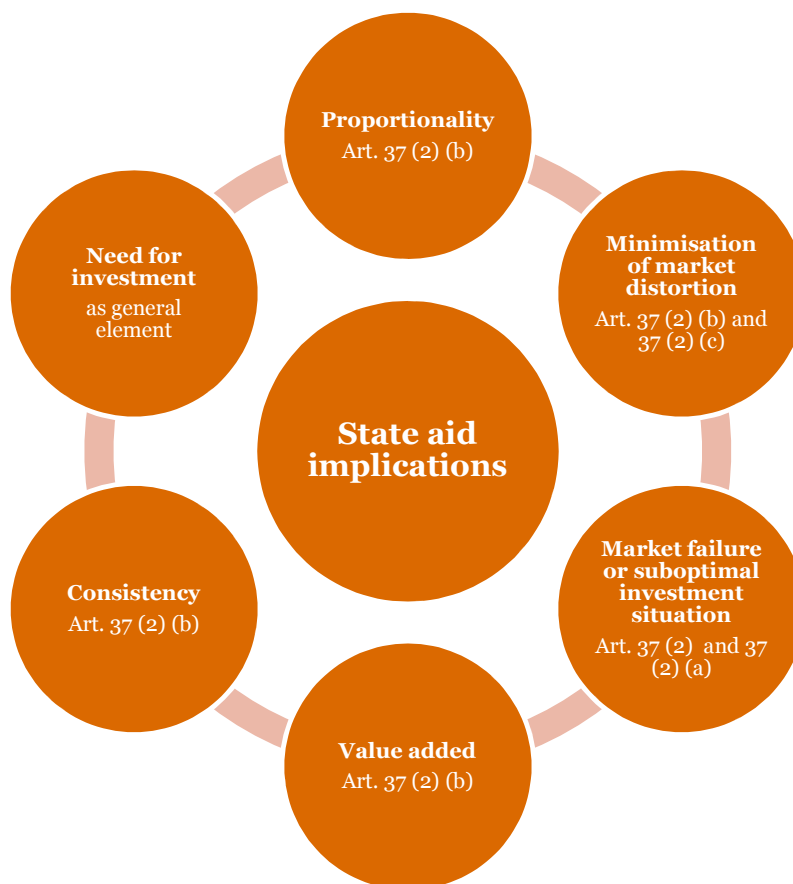 Proportionality
Art. 37 (2) (b)
Need for
investment
as general
element
Minimisation
of market
distortion
Art. 37 (2) (b) and
37 (2) (c)
State aid
implications
Consistency
Art. 37 (2) (b)
Market failure
or suboptimal
investment
situation
Art. 37 (2) and 37
(2) (a)
Value added
Art. 37 (2) (b)